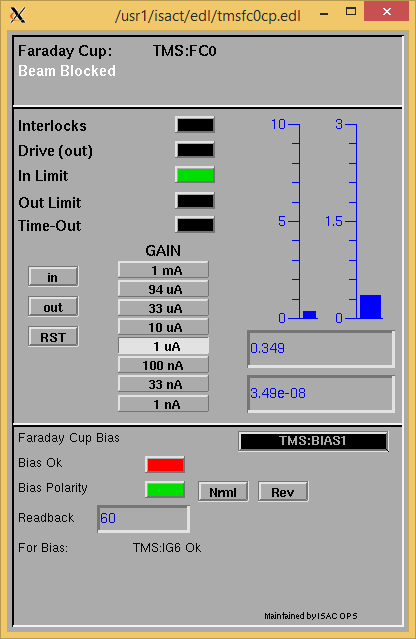 /usr1/isact/edl/tmsfc0cp.edl
Faraday Cup: TMS:FC0
Beam Blocked
Interlocks
Drive (out)
In Limit
Out Limit
Time-Out
10
5
0
3
1.5
0
GAIN
1 mA
94 uA
33 uA
10 uA
1 uA
100 nA
33 nA
1 nA
in
out
RST
0.349
3.49e-08
Faraday Cup Bias TMS:BIAS1
Bias Ok
Bias Polarity Nrml Rev
Readback 60
For Bias: TMS:IG6 Ok
Maintained by ISAC OPS